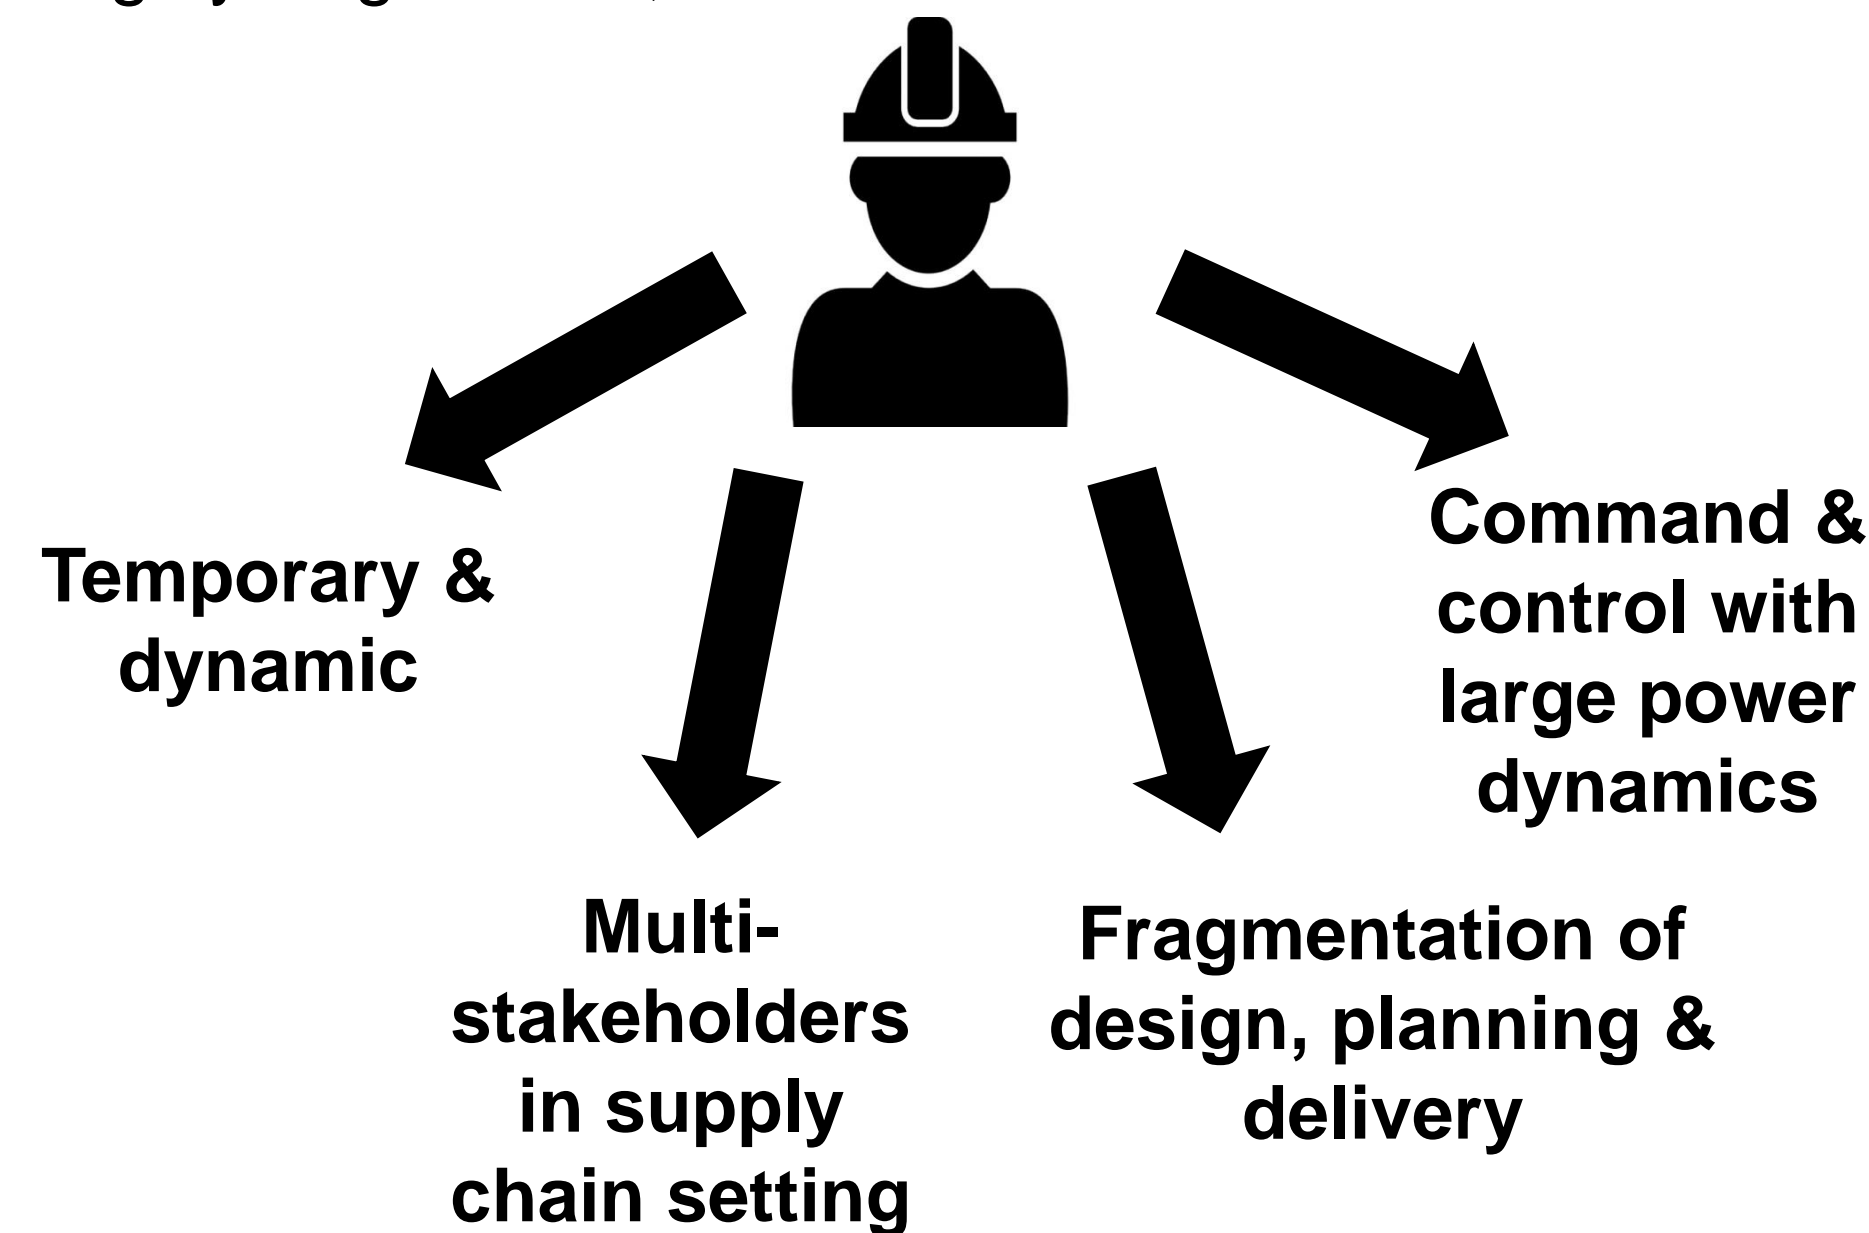 Temporary &
dynamic
Multi-
stakeholders
in supply
chain setting
Fragmentation of
design, planning &
delivery
Command &
control with
large power
dynamics